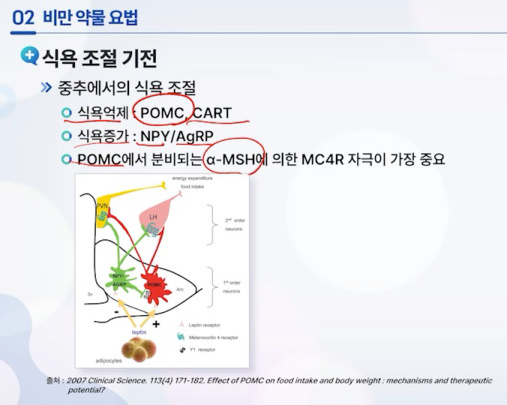 02 비만 약물 요법
식욕 조절 기전
중추에서의 식욕 조절
식욕억제 : POMC, CART
식욕증가 : NPY/AgRP
POMC에서 분비되는 α-MSH에 의한 MC4R 자극이 가장 중요
energy expenditure
food intake
PVN
LH
2nd order
neurons
NPY/
AGRP
POMC
Arc
1st order
neurons
3v
-
+
leptin
Leptin receptor
Melanocortin 4 receptor
Y1 receptor
adipocytes
출처 : 2007 Clinical Science. 113(4) 171-182. Effect of POMC on food intake and body weight : mechanisms and therapeutic
potential?